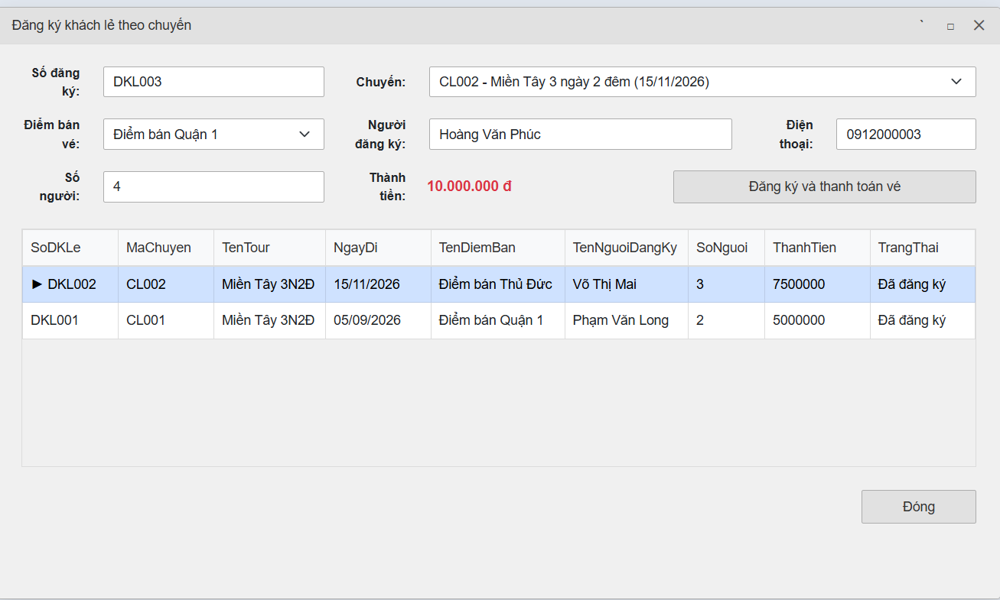 Đăng ký khách lẻ theo chuyến
Số đăng ký: DKL003 Chuyến: CL002 - Miền Tây 3 ngày 2 đêm (15/11/2026)
Điểm bán vé: Điểm bán Quận 1 Người đăng ký: Hoàng Văn Phúc Điện thoại: 0912000003
Số người: 4 Thành tiền: 10.000.000 đ Đăng ký và thanh toán vé
SoDKLe MaChuyen TenTour NgayDi TenDiemBan TenNguoiDangKy SoNguoi ThanhTien TrangThai
► DKL002 CL002 Miền Tây 3N2Đ 15/11/2026 Điểm bán Thủ Đức Võ Thị Mai 3 7500000 Đã đăng ký
DKL001 CL001 Miền Tây 3N2Đ 05/09/2026 Điểm bán Quận 1 Phạm Văn Long 2 5000000 Đã đăng ký
Đóng